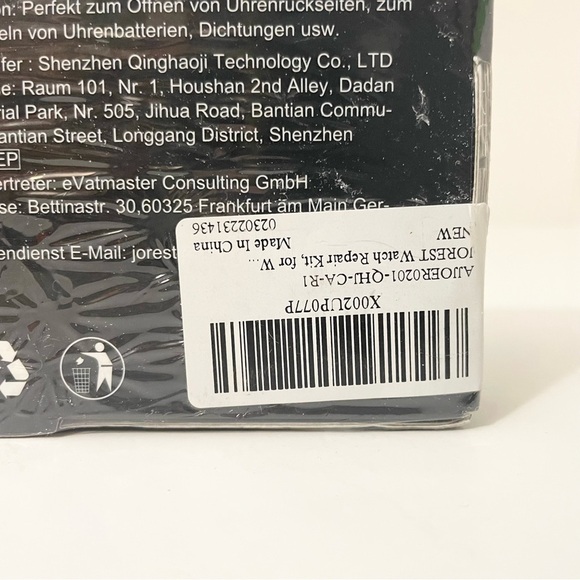 on: Perfekt zum Öffnen von Uhrenrückseiten, zum
eln von Uhrenbatterien, Dichtungen usw.
fer : Shenzhen Qinghaoji Technology Co., LTD
e: Raum 101, Nr. 1, Houshan 2nd Alley, Dadan
rial Park, Nr. 505, Jihua Road, Bantian Commu-
antian Street, Longgang District, Shenzhen
EP
ertreter: eVatmaster Consulting GmbH
se: Bettinastr. 30,60325 Frankfurt am Main Ger-
endienst E-Mail: jorest
X002UP077P
AJJOER0201-QHJ-CA-R1
JOREST Watch Repair Kit, for W...
NEW
Made In China
02302231436